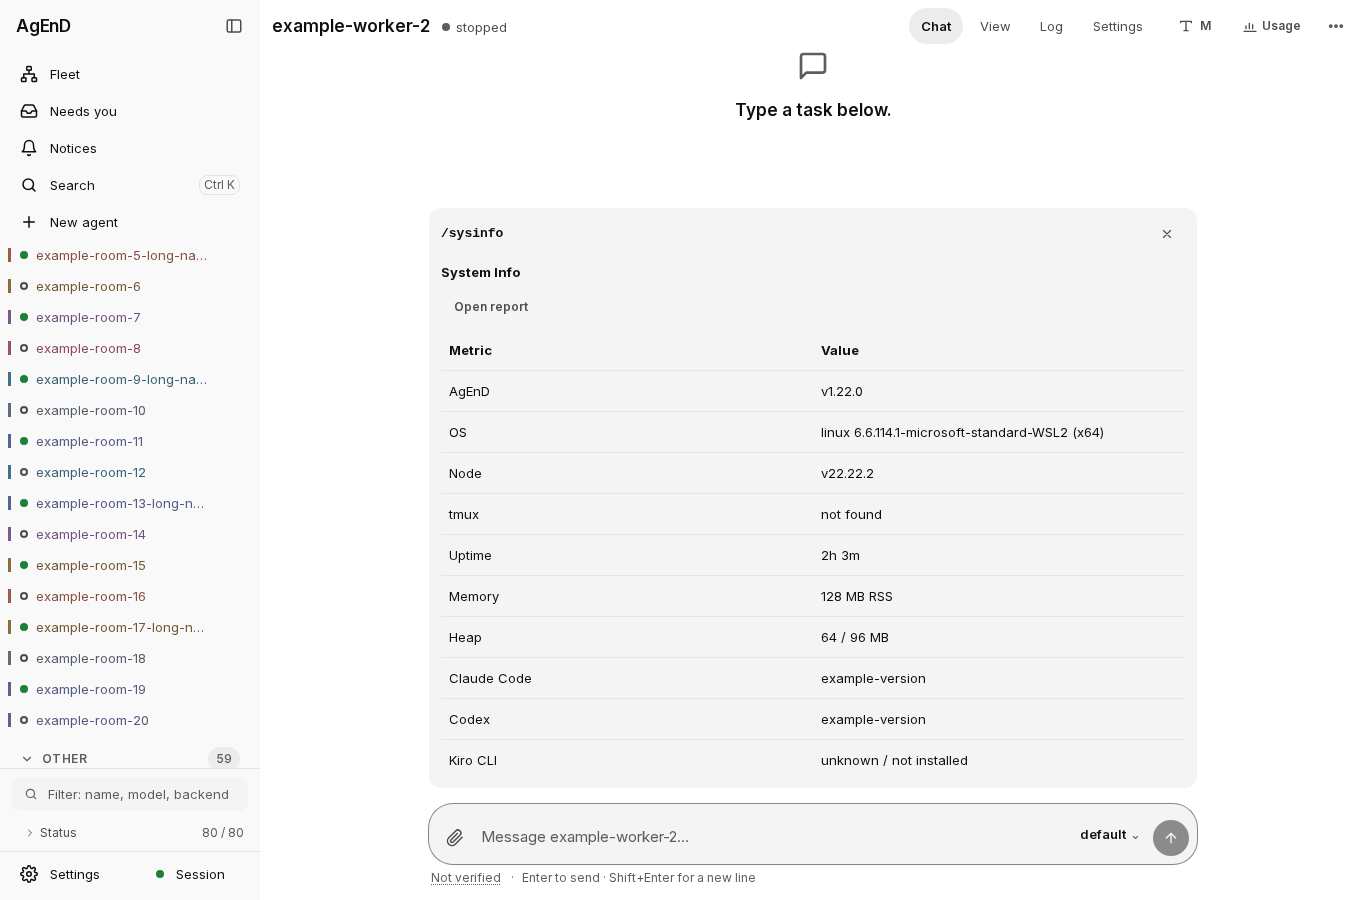 AgEnD
Fleet
Needs you
Notices
Search Ctrl K
New agent
example-room-5-long-na…
example-room-6
example-room-7
example-room-8
example-room-9-long-na…
example-room-10
example-room-11
example-room-12
example-room-13-long-n…
example-room-14
example-room-15
example-room-16
example-room-17-long-n…
example-room-18
example-room-19
example-room-20
OTHER 59
Filter: name, model, backend
Status 80 / 80
Settings Session
example-worker-2 stopped Chat View Log Settings M Usage
Type a task below.
/sysinfo
System Info
Open report
Metric Value
AgEnD v1.22.0
OS linux 6.6.114.1-microsoft-standard-WSL2 (x64)
Node v22.22.2
tmux not found
Uptime 2h 3m
Memory 128 MB RSS
Heap 64 / 96 MB
Claude Code example-version
Codex example-version
Kiro CLI unknown / not installed
Message example-worker-2... default
Not verified · Enter to send · Shift+Enter for a new line